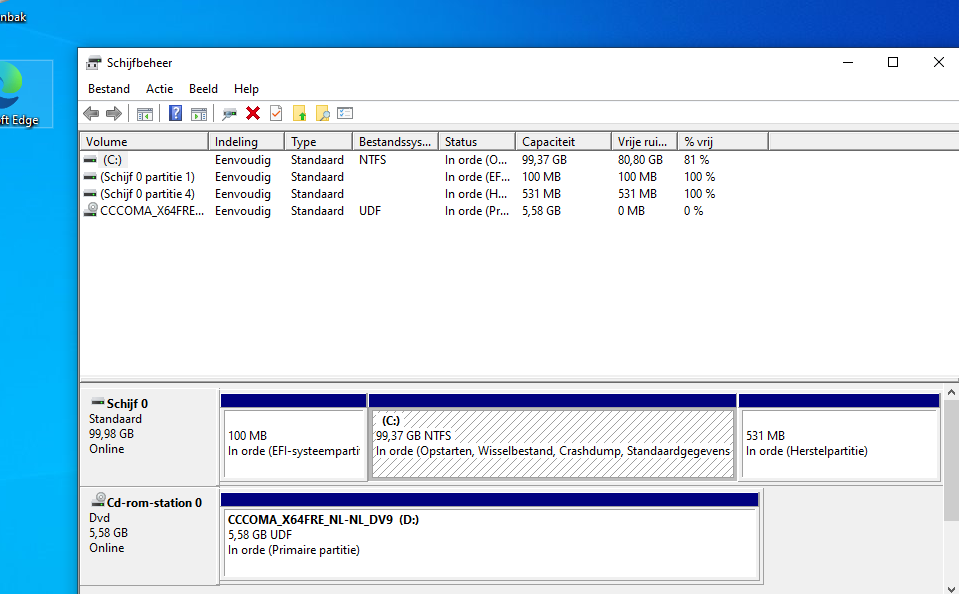 nbak
ft Edge
Schijfbeheer
Bestand Actie Beeld Help
Volume Indeling Type Bestandssys... Status Capaciteit Vrije rui... % vrij
(C:) Eenvoudig Standaard NTFS In orde (O... 99,37 GB 80,80 GB 81 %
(Schijf 0 partitie 1) Eenvoudig Standaard In orde (EF... 100 MB 100 MB 100 %
(Schijf 0 partitie 4) Eenvoudig Standaard In orde (H... 531 MB 531 MB 100 %
CCCOMA_X64FRE... Eenvoudig Standaard UDF In orde (Pr... 5,58 GB 0 MB 0 %
Schijf 0
Standaard
99,98 GB
Online
100 MB
In orde (EFI-systeemparti
(C:)
99,37 GB NTFS
In orde (Opstarten, Wisselbestand, Crashdump, Standaardgegevens
531 MB
In orde (Herstelpartitie)
Cd-rom-station 0
Dvd
5,58 GB
Online
CCCOMA_X64FRE_NL-NL_DV9 (D:)
5,58 GB UDF
In orde (Primaire partitie)